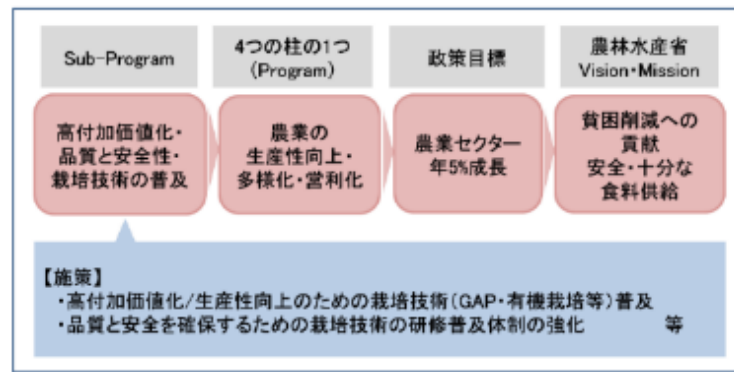 Sub-Program
4つの柱の1つ
(Program)
政策目標
農林水産省
Vision・Mission
高付加価値化・
品質と安全性・
栽培技術の普及
農業の
生産性向上・
多様化・営利化
農業セクター
年5%成長
貧困削減への
貢献
安全・十分な
食料供給
【施策】
・高付加価値化/生産性向上のための栽培技術(GAP・有機栽培等)普及
・品質と安全を確保するための栽培技術の研修普及体制の強化 等